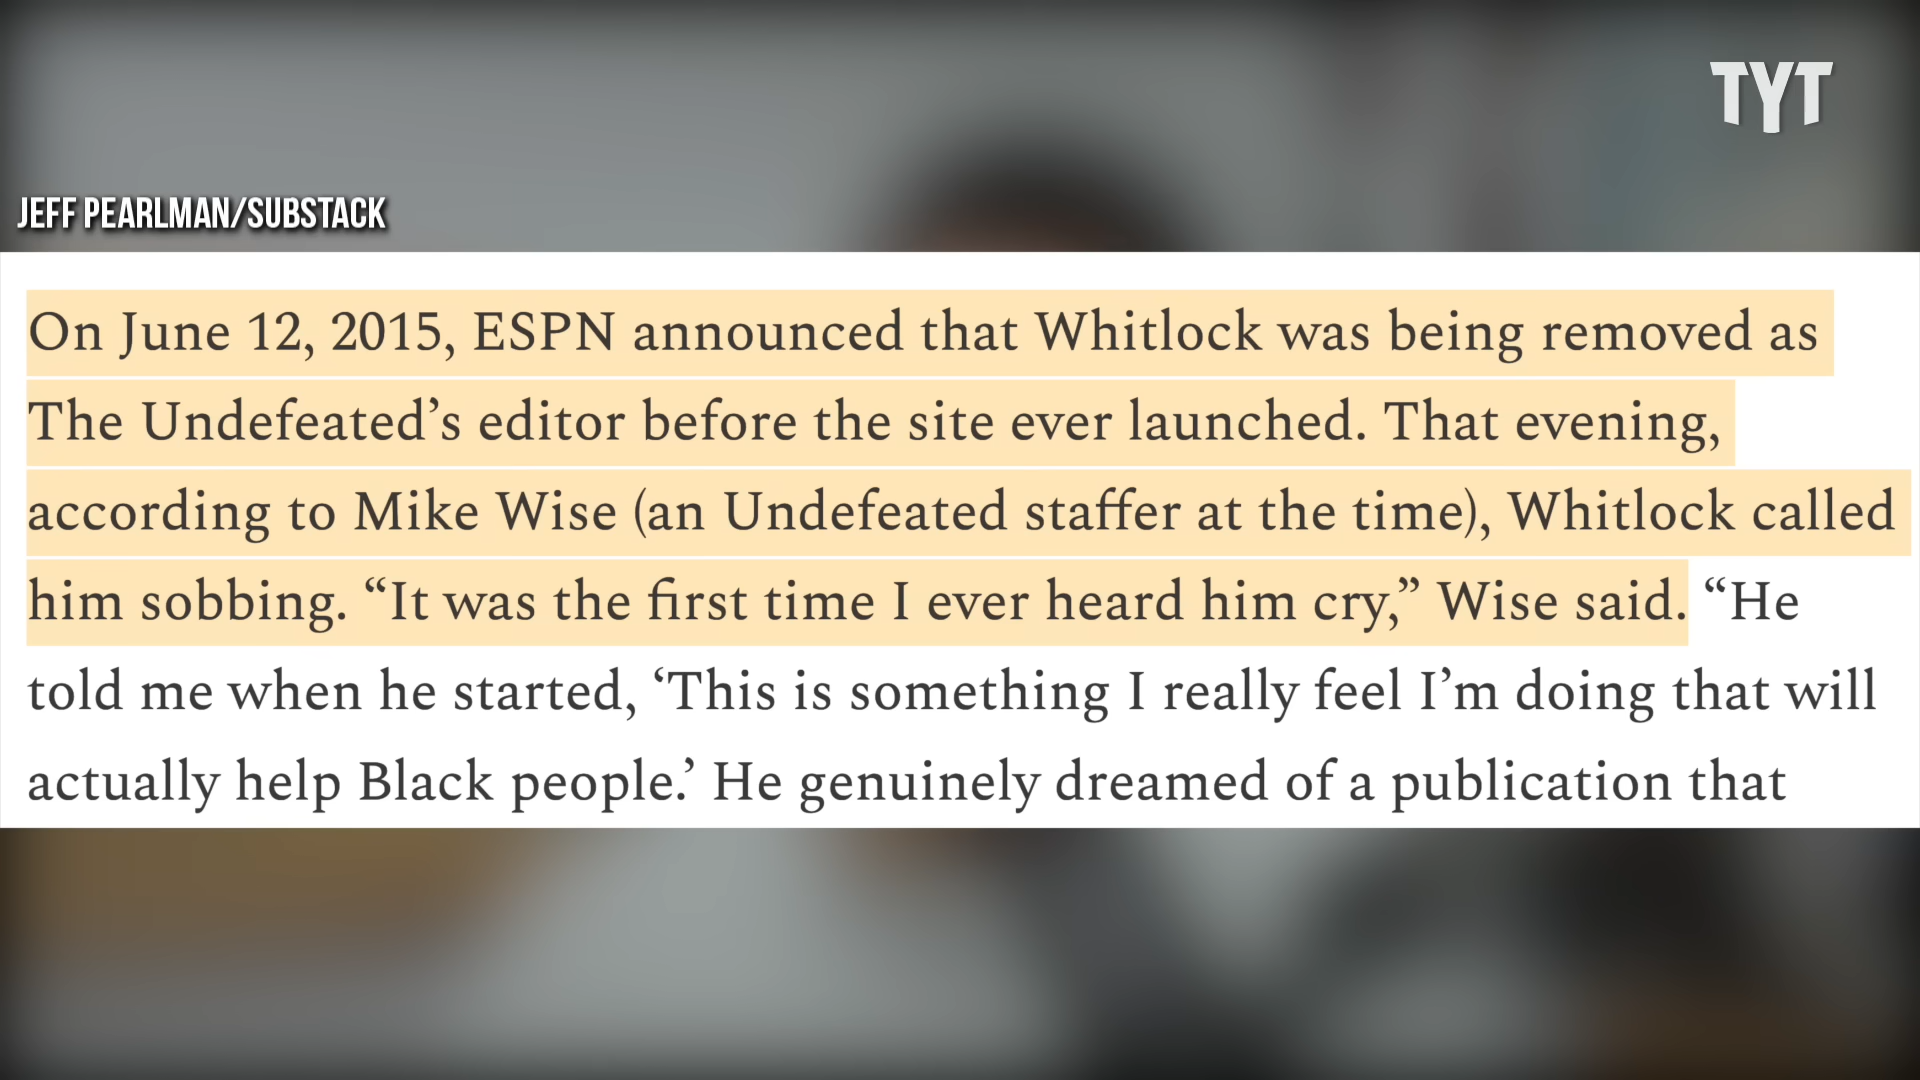 TYT
JEFF PEARLMAN/SUBSTACK
On June 12, 2015, ESPN announced that Whitlock was being removed as
The Undefeated’s editor before the site ever launched. That evening,
according to Mike Wise (an Undefeated staffer at the time), Whitlock called
him sobbing. “It was the first time I ever heard him cry,” Wise said. “He
told me when he started, ‘This is something I really feel I’m doing that will
actually help Black people.’ He genuinely dreamed of a publication that